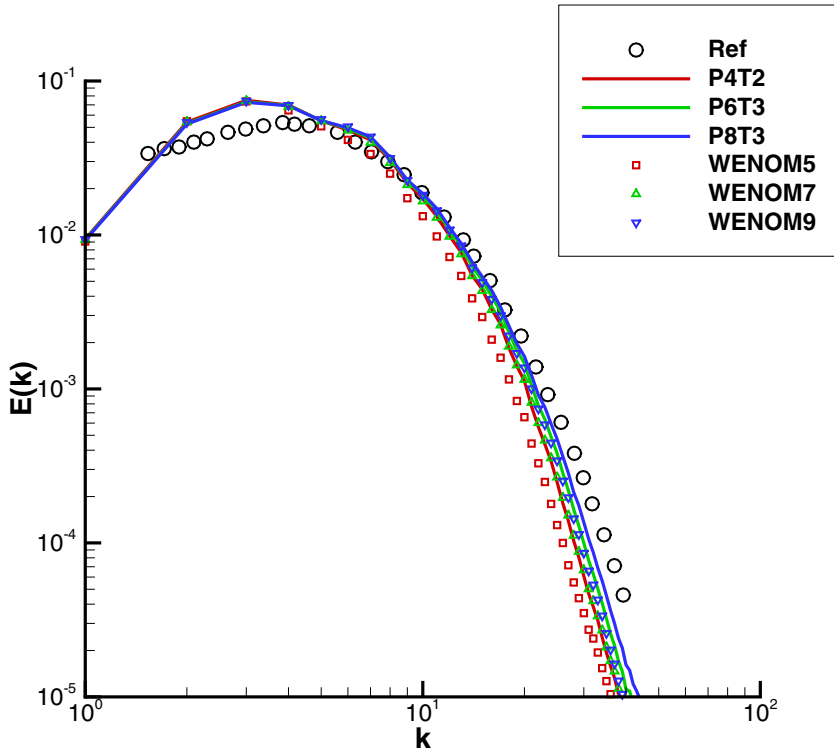 Ref
P4T2
P6T3
P8T3
WENOM5
WENOM7
WENOM9
E(k)
10^-1
10^-2
10^-3
10^-4
10^-5
10^0
10^1
10^2
k